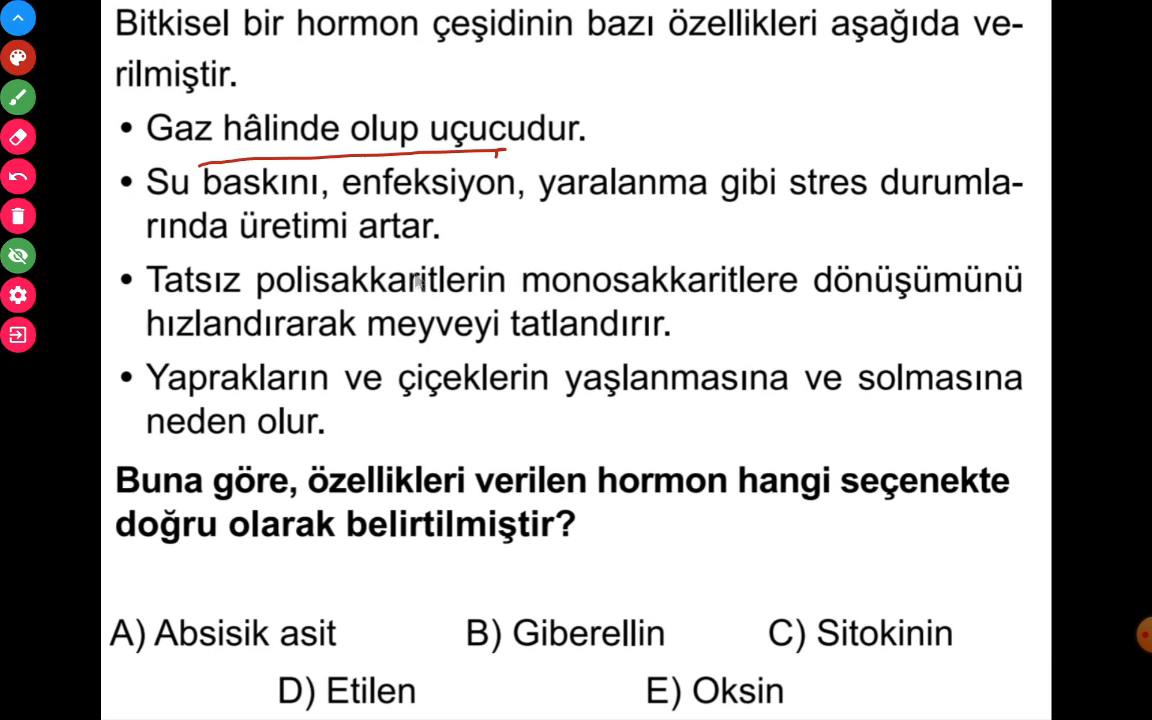 Bitkisel bir hormon çeşidinin bazı özellikleri aşağıda ve-
rilmiştir.
• Gaz hâlinde olup uçucudur.
• Su baskını, enfeksiyon, yaralanma gibi stres durumla-
rında üretimi artar.
• Tatsız polisakkaritlerin monosakkaritlere dönüşümünü
hızlandırarak meyveyi tatlandırır.
• Yaprakların ve çiçeklerin yaşlanmasına ve solmasına
neden olur.
Buna göre, özellikleri verilen hormon hangi seçenekte
doğru olarak belirtilmiştir?
A) Absisik asit B) Giberellin C) Sitokinin
D) Etilen E) Oksin